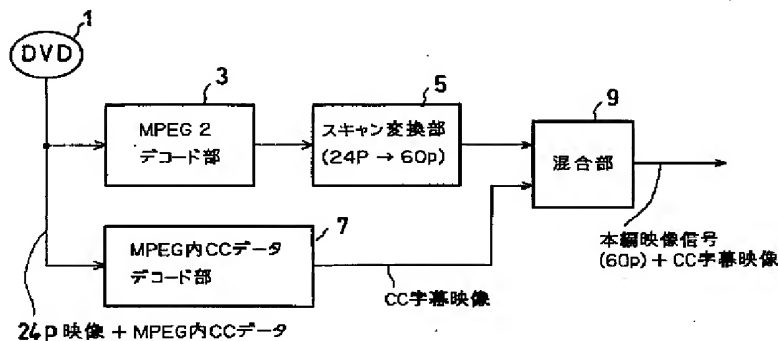 1
DVD
3
MPEG 2
デコード部
5
スキャン変換部
(24P → 60p)
9
混合部
MPEG内CCデータ
デコード部
7
CC字幕映像
本編映像信号
(60p) + CC字幕映像
24p 映像 + MPEG内CCデータ